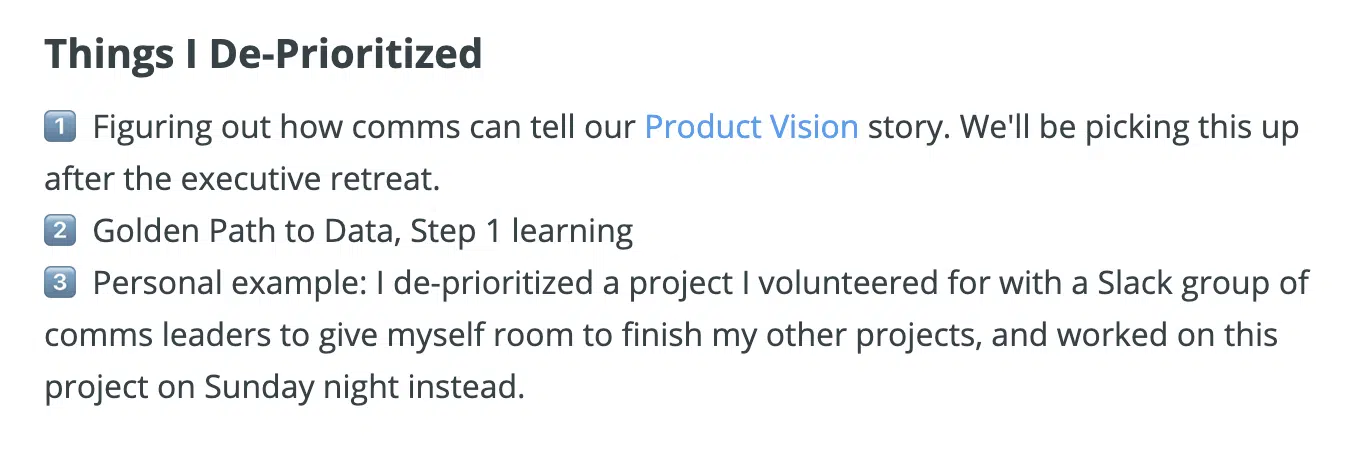 Things I De-Prioritized
1 Figuring out how comms can tell our Product Vision story. We'll be picking this up
after the executive retreat.
2 Golden Path to Data, Step 1 learning
3 Personal example: I de-prioritized a project I volunteered for with a Slack group of
comms leaders to give myself room to finish my other projects, and worked on this
project on Sunday night instead.